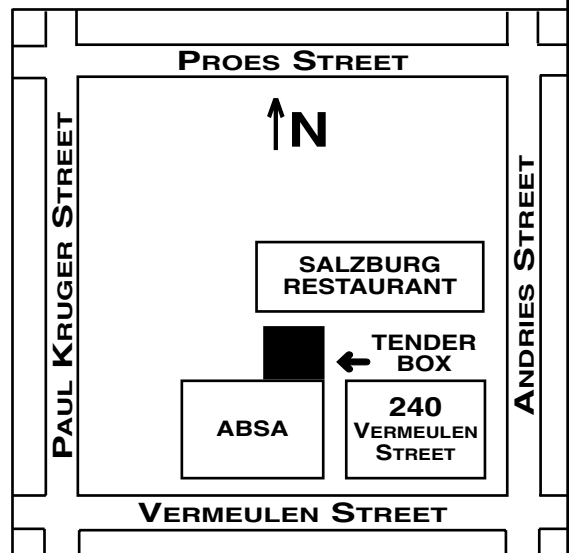 PROES STREET
N
PAUL KRUGER STREET
ANDRIES STREET
SALZBURG
RESTAURANT
TENDER
BOX
ABSA
240
VERMEULEN
STREET
VERMEULEN STREET